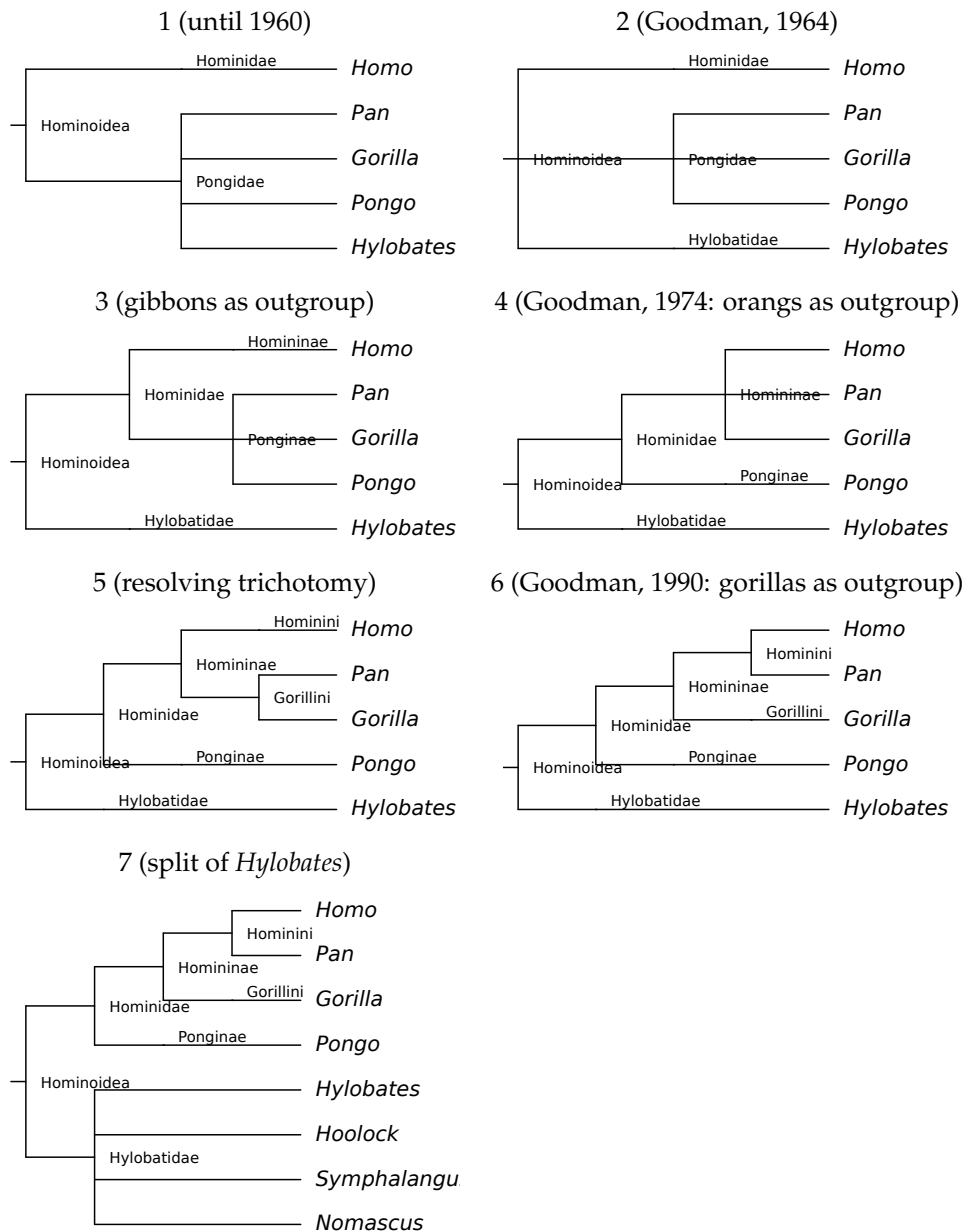 1 (until 1960)
Hominidae
Homo
Pan
Hominoidea
Gorilla
Pongidae
Pongo
Hylobates
2 (Goodman, 1964)
Hominidae
Homo
Pan
Hominoidea
Pongidae
Gorilla
Pongo
Hylobatidae
Hylobates
3 (gibbons as outgroup)
Homininae
Homo
Hominidae
Pan
Ponginae
Gorilla
Hominoidea
Pongo
Hylobatidae
Hylobates
4 (Goodman, 1974: orangs as outgroup)
Homo
Homininae
Pan
Hominidae
Gorilla
Hominoidea
Ponginae
Pongo
Hylobatidae
Hylobates
5 (resolving trichotomy)
Hominini
Homo
Homininae
Pan
Gorillini
Hominidae
Gorilla
Hominoidea
Ponginae
Pongo
Hylobatidae
Hylobates
6 (Goodman, 1990: gorillas as outgroup)
Homo
Hominini
Pan
Homininae
Gorillini
Gorilla
Hominidae
Ponginae
Pongo
Hominoidea
Hylobatidae
Hylobates
7 (split of Hylobates)
Homo
Hominini
Pan
Homininae
Gorillini
Gorilla
Hominidae
Ponginae
Pongo
Hominoidea
Hylobates
Hoolock
Hylobatidae
Symphalangu
Nomascus